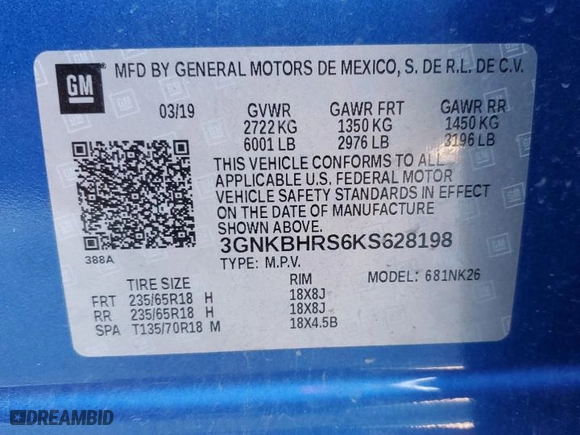 GM MFD BY GENERAL MOTORS DE MEXICO, S. DE R.L. DE C.V.
03/19 GVWR GAWR FRT GAWR RR
2722 KG 1350 KG 1450 KG
6001 LB 2976 LB 3196 LB
THIS VEHICLE CONFORMS TO ALL
APPLICABLE U.S. FEDERAL MOTOR
VEHICLE SAFETY STANDARDS IN EFFECT
ON THE DATE OF MANUFACTURE
SHOWN ABOVE.
388A
3GNKBHRS6KS628198
TYPE: M.P.V. MODEL: 681NK26
TIRE SIZE RIM
FRT 235/65R18 H 18X8J
RR 235/65R18 H 18X8J
SPA T135/70R18 M 18X4.5B
DREAMBID